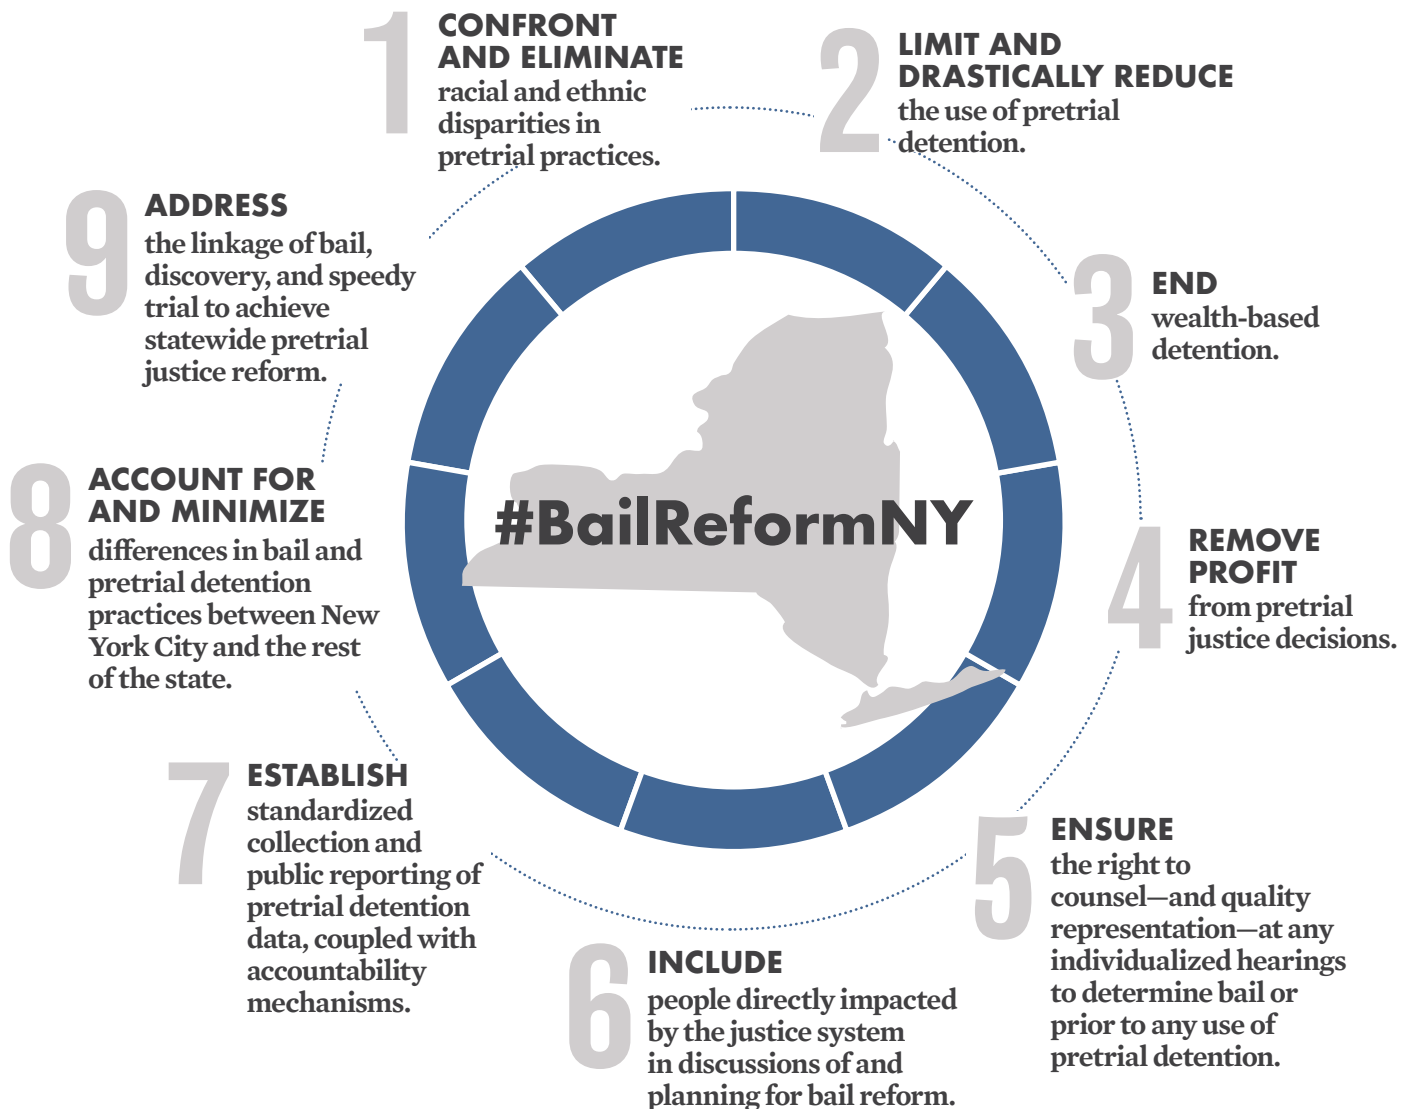 1
CONFRONT
AND ELIMINATE
racial and ethnic
disparities in
pretrial practices.
2
LIMIT AND
DRASTICALLY REDUCE
the use of pretrial
detention.
3
END
wealth-based
detention.
4
REMOVE
PROFIT
from pretrial
justice decisions.
5
ENSURE
the right to
counsel—and quality
representation—at any
individualized hearings
to determine bail or
prior to any use of
pretrial detention.
6
INCLUDE
people directly impacted
by the justice system
in discussions of and
planning for bail reform.
7
ESTABLISH
standardized
collection and
public reporting of
pretrial detention
data, coupled with
accountability
mechanisms.
8
ACCOUNT FOR
AND MINIMIZE
differences in bail and
pretrial detention
practices between New
York City and the rest
of the state.
9
ADDRESS
the linkage of bail,
discovery, and speedy
trial to achieve
statewide pretrial
justice reform.
#BailReformNY